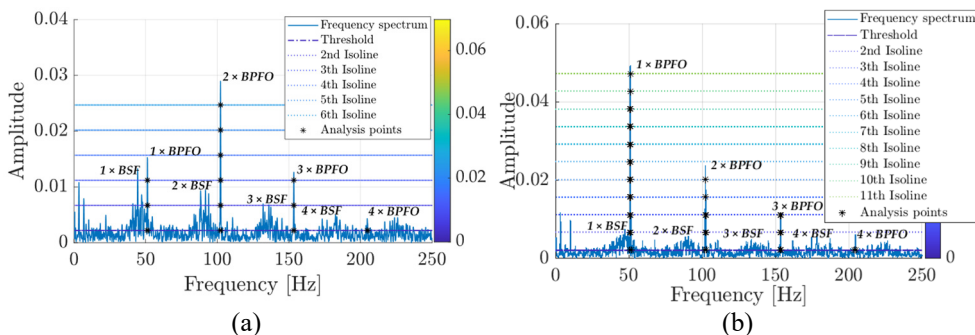 0.04
0.03
0.02
0.01
0
Amplitude
0 50 100 150 200 250
Frequency [Hz]
1 × BSF
1 × BPFO
2 × BSF
2 × BPFO
3 × BSF
3 × BPFO
4 × BSF
4 × BPFO
Frequency spectrum
Threshold
2nd Isoline
3th Isoline
4th Isoline
5th Isoline
6th Isoline
Analysis points
0.06
0.04
0.02
0
(a)
0.06
0.04
0.02
0
Amplitude
0 50 100 150 200 250
Frequency [Hz]
1 × BPFO
2 × BPFO
3 × BPFO
1 × BSF
2 × BSF
3 × BSF
4 × BSF
4 × BPFO
Frequency spectrum
Threshold
2nd Isoline
3th Isoline
4th Isoline
5th Isoline
6th Isoline
7th Isoline
8th Isoline
9th Isoline
10th Isoline
11th Isoline
Analysis points
0
(b)